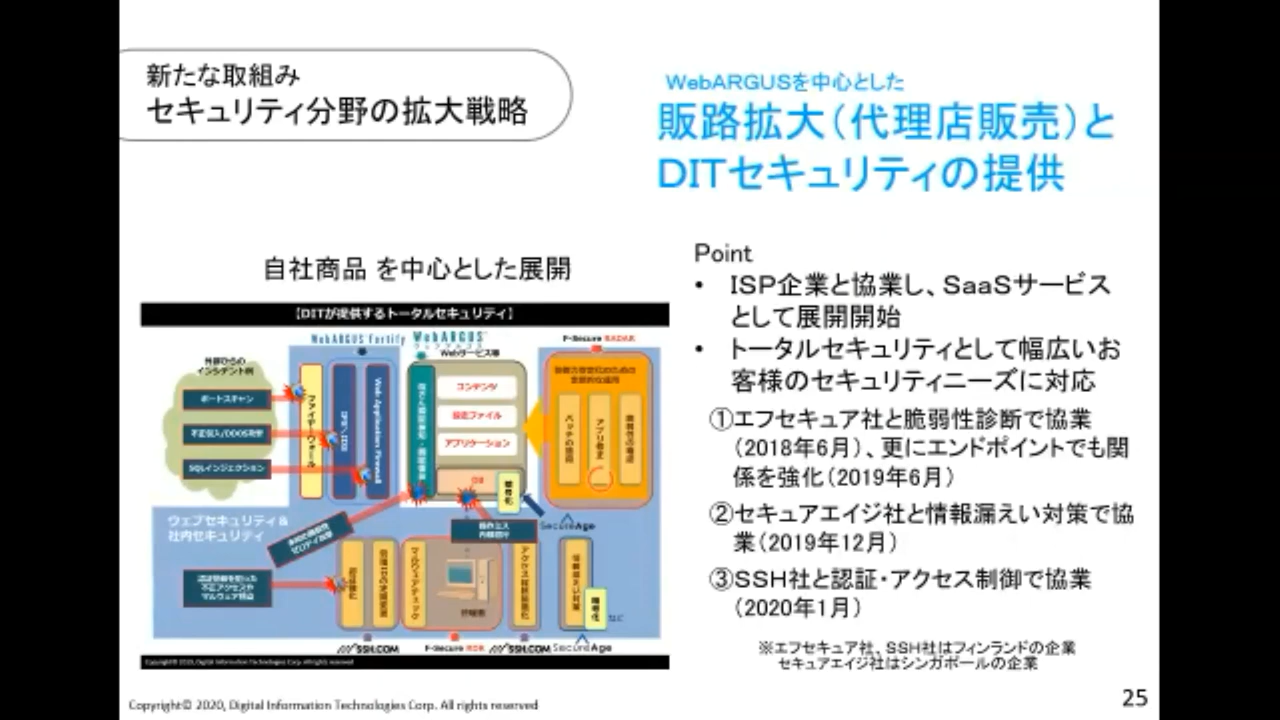 新たな取組み
セキュリティ分野の拡大戦略
WebARGUSを中心とした
販路拡大（代理店販売）と
DITセキュリティの提供
自社商品 を中心とした展開
【DITが提供するトータルセキュリティ】
WebARGUS Fortify
WebARGUS
F-Secure RADAR
Webサービス等
外部からの
インシデント例
ポートスキャン
不正侵入/DDOS攻撃
SQLインジェクション
ファイヤーウォール
IPS/IDS
Web Application Firewall
コンテンツ
設定ファイル
アプリケーション
DB
暗号化
SecureAge
ウェブセキュリティ&
社内セキュリティ
マルウェアチェック
情報漏えい対策
暗号化
SSH.COM
F-Secure
SSH.COM
SecureAge
Copyright© 2020, Digital Information Technologies Corp. All rights reserved
Point
• ISP企業と協業し、SaaSサービス
として展開開始
• トータルセキュリティとして幅広いお
客様のセキュリティニーズに対応
①エフセキュア社と脆弱性診断で協業
（2018年6月）、更にエンドポイントでも関
係を強化（2019年6月）
②セキュアエイジ社と情報漏えい対策で協
業（2019年12月）
③SSH社と認証・アクセス制御で協業
（2020年1月）
※エフセキュア社、SSH社はフィンランドの企業
セキュアエイジ社はシンガポールの企業
Copyright© 2020, Digital Information Technologies Corp. All rights reserved
25